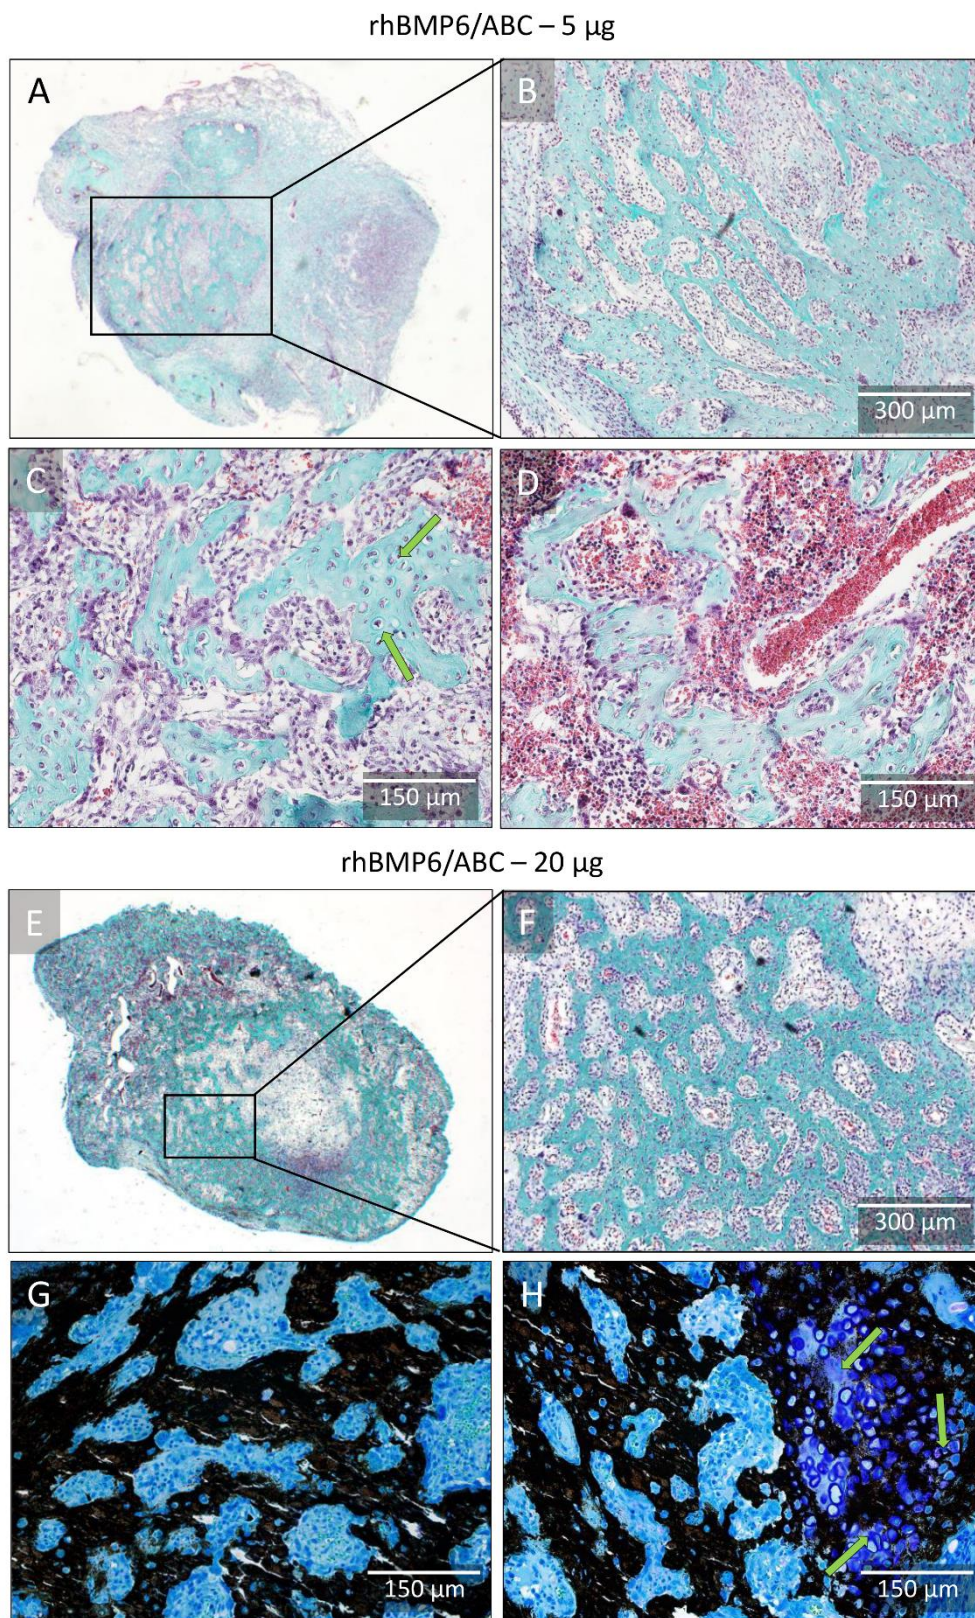 rhBMP6/ABC – 5 µg
A
B
300 µm
C
D
150 µm
150 µm
rhBMP6/ABC – 20 µg
E
F
300 µm
G
H
150 µm
150 µm